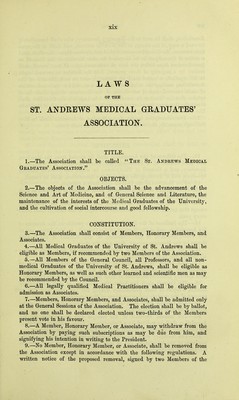 xix
LAWS
OF THE
ST. ANDREWS MEDICAL GRADUATES'
ASSOCIATION.
TITLE.
1.—The Association shall be called "The St. Andrews Medical
Graduates' Association."
OBJECTS.
2.—The objects of the Association shall be the advancement of the
Science and Art of Medicine, and of General Science and Literature, the
maintenance of the interests of the Medical Graduates of the University,
and the cultivation of social intercourse and good fellowship.
CONSTITUTION.
3.—The Association shall consist of Members, Honorary Members, and
Associates.
4.—All Medical Graduates of the University of St. Andrews shall be
eligible as Members, if recommended by two Members of the Association.
5.—All Members of the General Council, all Professors, and all non-
medical Graduates of the University of St. Andrews, shall be eligible as
Honorary Members, as well as such other learned and scientific men as may
be recommended by the Council.
6.—All legally qualified Medical Practitioners shall be eligible for
admission as Associates.
7.—Members, Honorary Members, and Associates, shall be admitted only
at the General Sessions of the Association. The election shall be by ballot,
and no one shall be declared elected unless two-thirds of the Members
present vote in his favour.
8.—A Member, Honorary Member, or Associate, may withdraw from the
Association by paying such subscriptions as may be due from him, and
signifying his intention in writing to the President.
9.—No Member, Honorary Member, or Associate, shall be removed from
the Association except in accordance with the following regulations. A
written notice of the proposed removal, signed by two Members of the